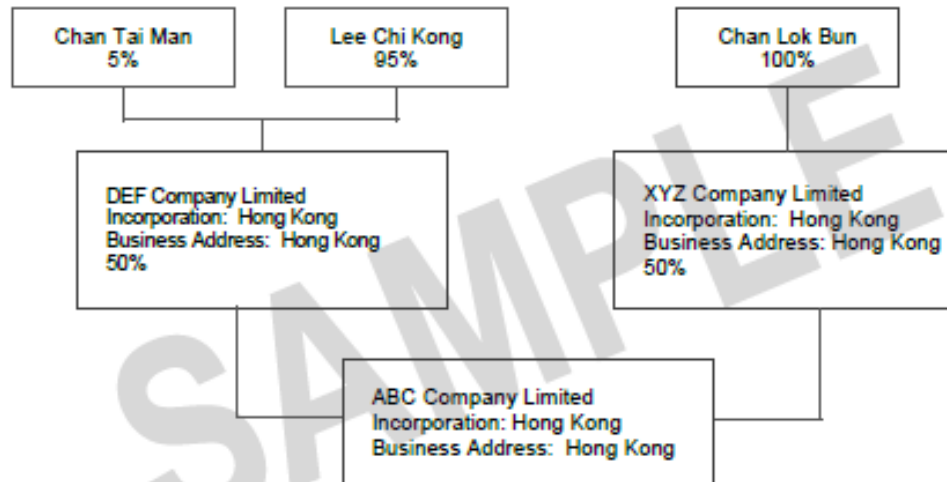 Chan Tai Man
5%
Lee Chi Kong
95%
Chan Lok Bun
100%
DEF Company Limited
Incorporation: Hong Kong
Business Address: Hong Kong
50%
XYZ Company Limited
Incorporation: Hong Kong
Business Address: Hong Kong
50%
ABC Company Limited
Incorporation: Hong Kong
Business Address: Hong Kong
SAMPLE